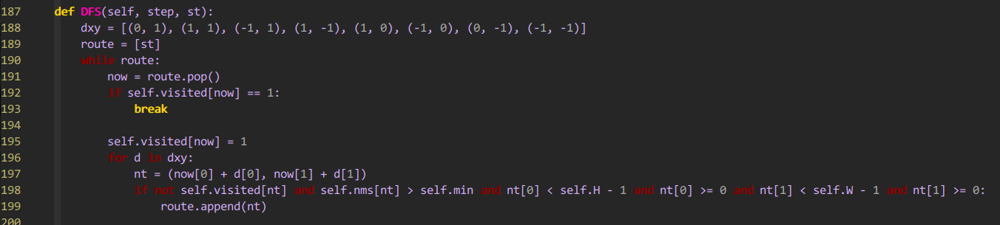 187 def DFS(self, step, st):
188 dxy = [(0, 1), (1, 1), (-1, 1), (1, -1), (1, 0), (-1, 0), (0, -1), (-1, -1)]
189 route = [st]
190 while route:
191 now = route.pop()
192 if self.visited[now] == 1:
193 break
194
195 self.visited[now] = 1
196 for d in dxy:
197 nt = (now[0] + d[0], now[1] + d[1])
198 if not self.visited[nt] and self.nms[nt] > self.min and nt[0] < self.H - 1 and nt[0] >= 0 and nt[1] < self.W - 1 and nt[1] >= 0:
199 route.append(nt)
200